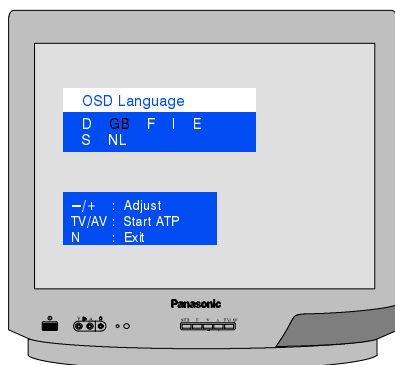 OSD Language
D GB F I E
S NL
−/+ : Adjust
TV/AV : Start ATP
N : Exit
Panasonic